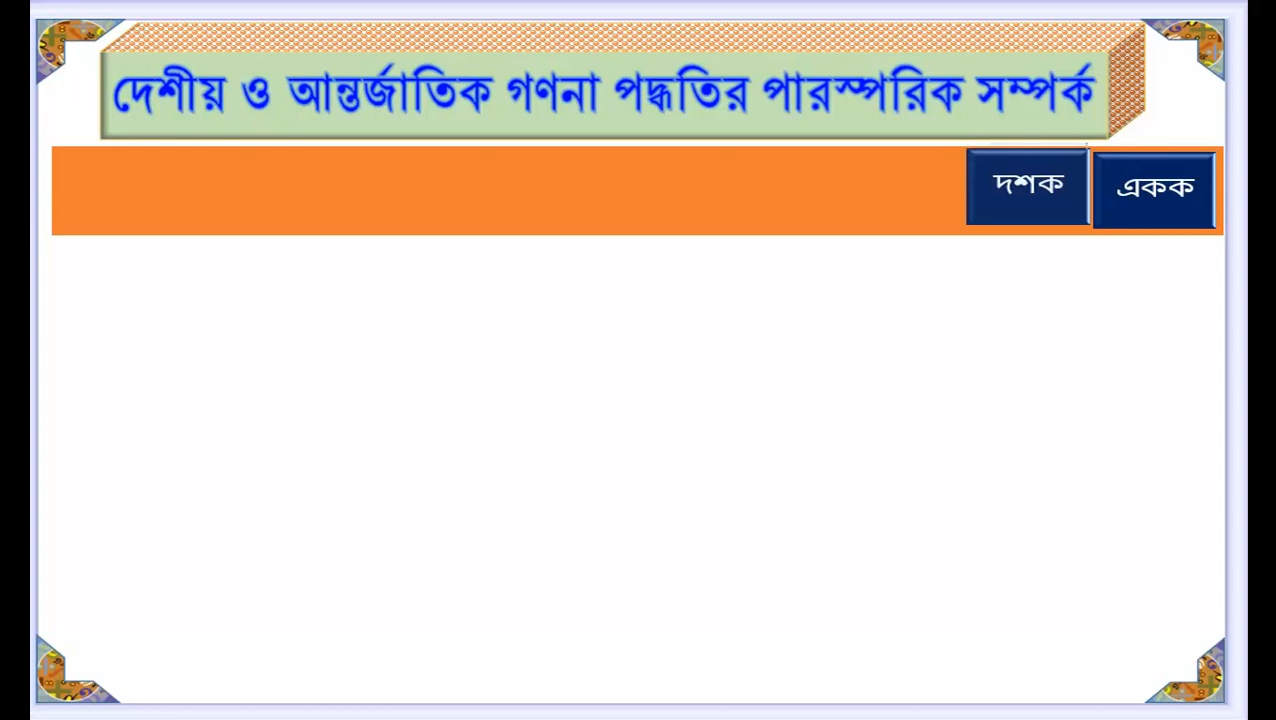 দেশীয় ও আন্তর্জাতিক গণনা পদ্ধতির পারস্পরিক সম্পর্ক
দশক একক